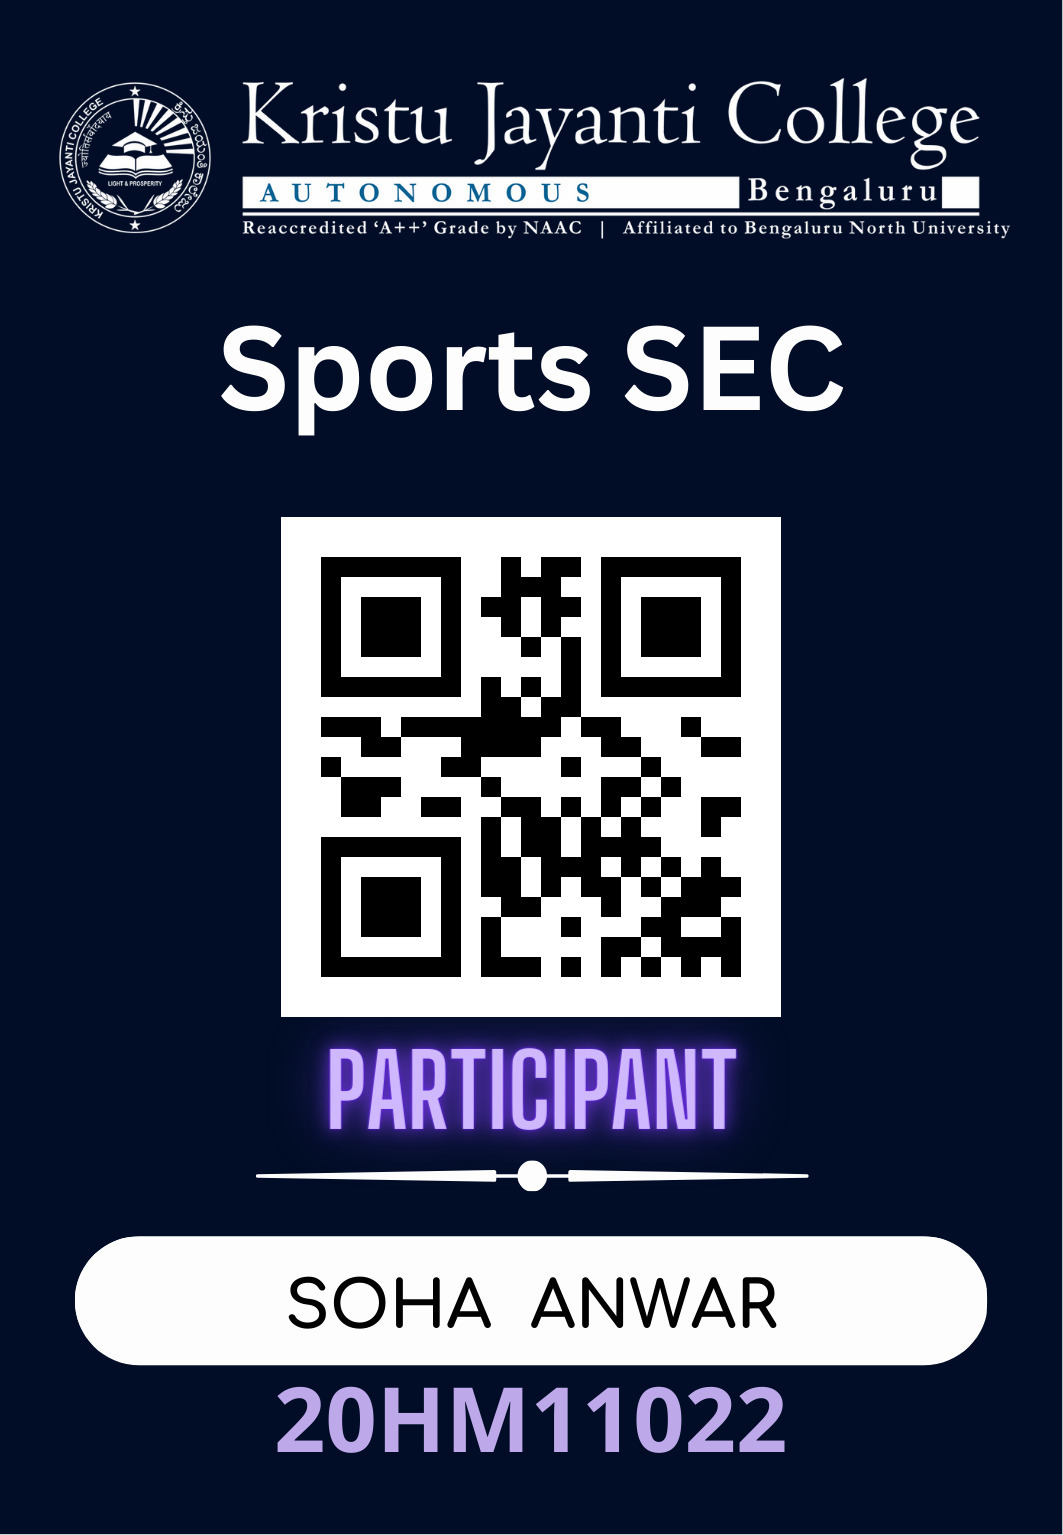 KRISTU JAYANTI COLLEGE
ಕ್ರಿಸ್ತು ಜಯಂತಿ ಕಾಲೇಜು
LIGHT & PROSPERITY
Kristu Jayanti College
AUTONOMOUS Bengaluru
Reaccredited ‘A++’ Grade by NAAC | Affiliated to Bengaluru North University
Sports SEC
PARTICIPANT
SOHA ANWAR
20HM11022